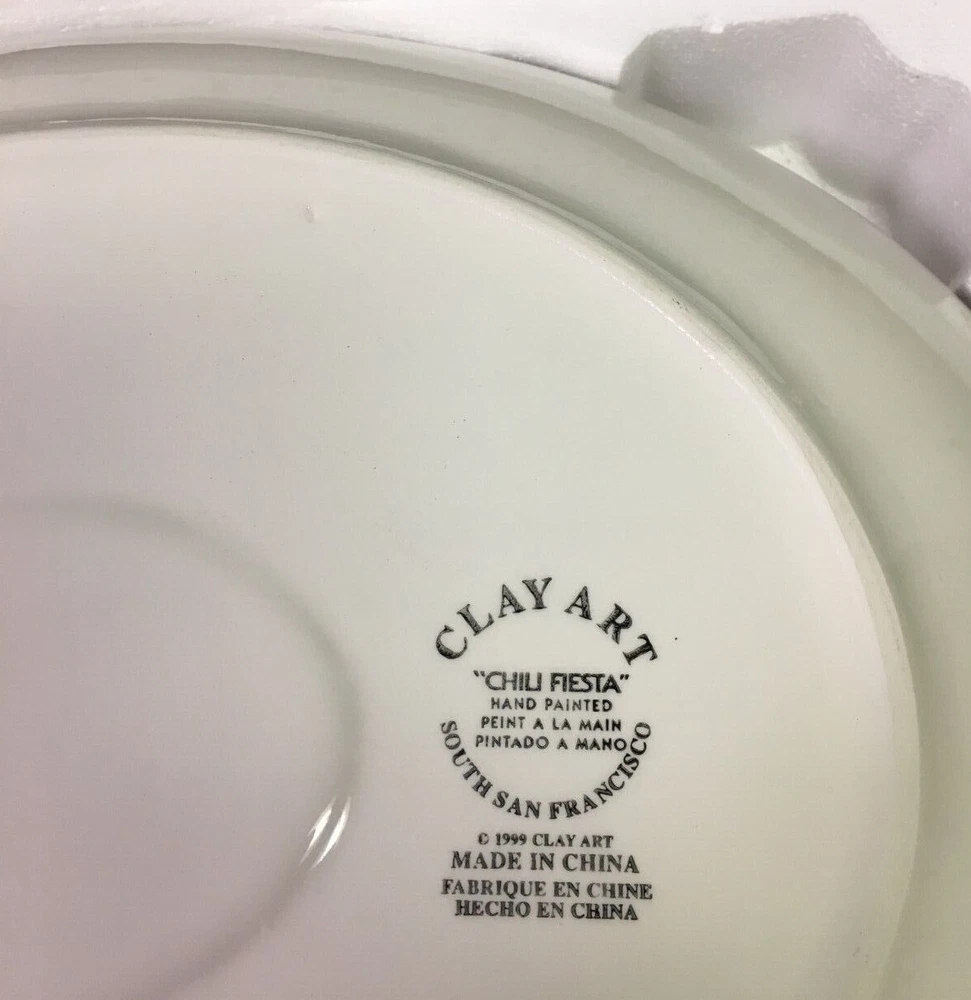 CLAY ART
"CHILI FIESTA"
HAND PAINTED
PEINT A LA MAIN
PINTADO A MANO
SOUTH SAN FRANCISCO
© 1999 CLAY ART
MADE IN CHINA
FABRIQUE EN CHINE
HECHO EN CHINA